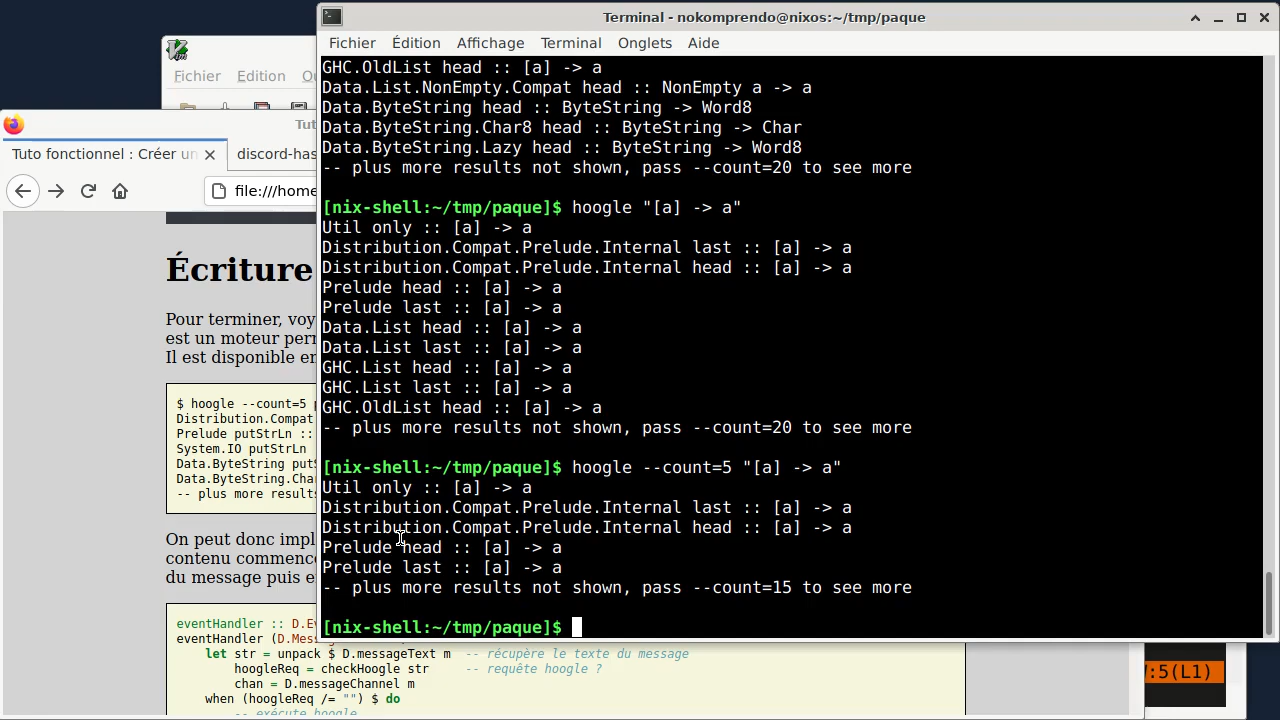 Terminal - nokomprendo@nixos:~/tmp/paque
Fichier Édition Affichage Terminal Onglets Aide
GHC.OldList head :: [a] -> a
Data.List.NonEmpty.Compat head :: NonEmpty a -> a
Data.ByteString head :: ByteString -> Word8
Data.ByteString.Char8 head :: ByteString -> Char
Data.ByteString.Lazy head :: ByteString -> Word8
-- plus more results not shown, pass --count=20 to see more
[nix-shell:~/tmp/paque]$ hoogle "[a] -> a"
Util only :: [a] -> a
Distribution.Compat.Prelude.Internal last :: [a] -> a
Distribution.Compat.Prelude.Internal head :: [a] -> a
Prelude head :: [a] -> a
Prelude last :: [a] -> a
Data.List head :: [a] -> a
Data.List last :: [a] -> a
GHC.List head :: [a] -> a
GHC.List last :: [a] -> a
GHC.OldList head :: [a] -> a
-- plus more results not shown, pass --count=20 to see more
[nix-shell:~/tmp/paque]$ hoogle --count=5 "[a] -> a"
Util only :: [a] -> a
Distribution.Compat.Prelude.Internal last :: [a] -> a
Distribution.Compat.Prelude.Internal head :: [a] -> a
Prelude head :: [a] -> a
Prelude last :: [a] -> a
-- plus more results not shown, pass --count=15 to see more
[nix-shell:~/tmp/paque]$
Fichier Edition
Tuto fonctionnel : Créer
discord-has
file:///home
Écriture
Pour terminer, voy
est un moteur
Il est disponible
$ hoogle --count=5
Distribution.Compat
Prelude putStrLn ::
System.IO putStrLn
Data.ByteString
Data.ByteString.Char
-- plus more results
On peut donc
contenu
du message puis
eventHandler ::
eventHandler
let str = unpack $ D.messageText m -- récupère le texte du message
hoogleReq = checkHoogle str -- requête hoogle ?
chan = D.messageChannel m
when (hoogleReq /= "") $ do
-- exécute hoogle
:5(L1)